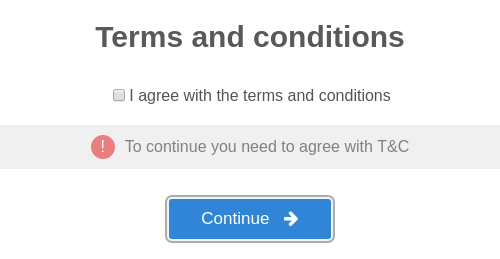 Terms and conditions
I agree with the terms and conditions
! To continue you need to agree with T&C
Continue